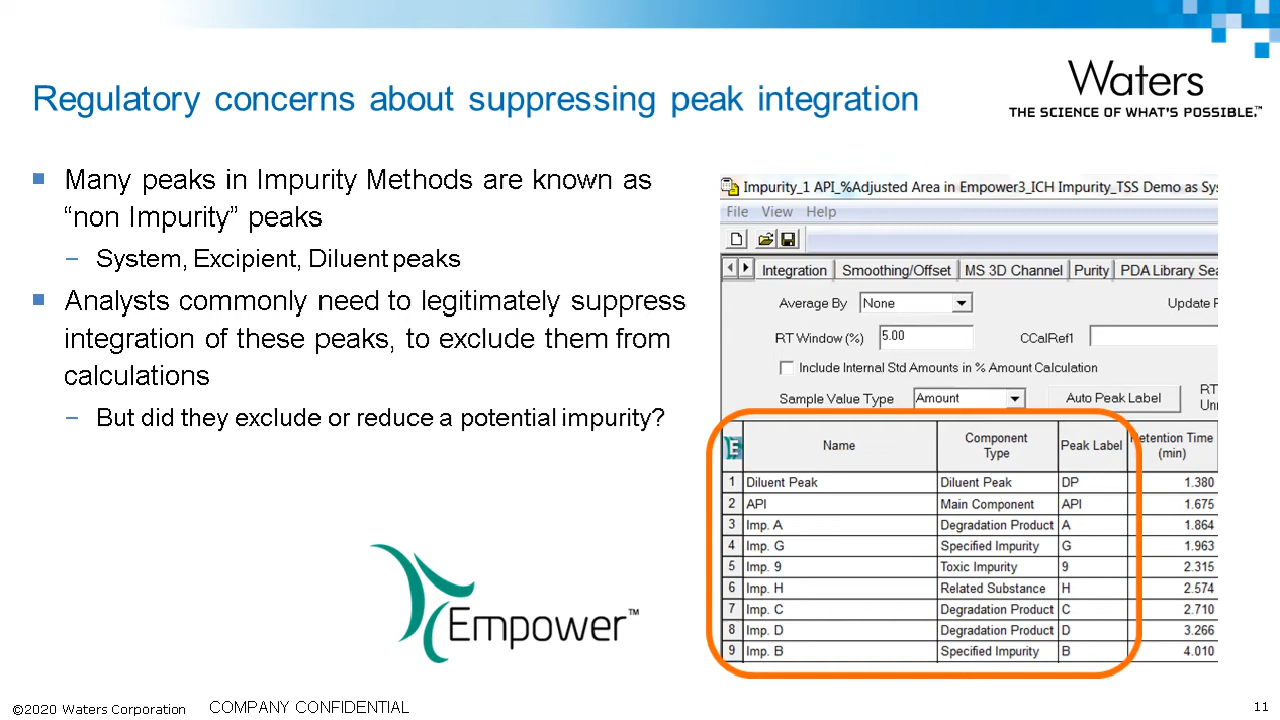 Regulatory concerns about suppressing peak integration
Waters
THE SCIENCE OF WHAT'S POSSIBLE.™
Many peaks in Impurity Methods are known as
“non Impurity” peaks
– System, Excipient, Diluent peaks
Analysts commonly need to legitimately suppress
integration of these peaks, to exclude them from
calculations
– But did they exclude or reduce a potential impurity?
Empower™
Impurity_1 API_%Adjusted Area in Empower3_ICH Impurity_TSS Demo as Sy
File View Help
Integration Smoothing/Offset MS 3D Channel Purity PDA Library Sea
Average By None Update
RT Window (%) 5.00 CCalRef1
Include Internal Std Amounts in % Amount Calculation
Sample Value Type Amount Auto Peak Label RT
Name Component Type Peak Label Retention Time (min)
1 Diluent Peak Diluent Peak DP 1.380
2 API Main Component API 1.675
3 Imp. A Degradation Product A 1.864
4 Imp. G Specified Impurity G 1.963
5 Imp. 9 Toxic Impurity 9 2.315
6 Imp. H Related Substance H 2.574
7 Imp. C Degradation Product C 2.710
8 Imp. D Degradation Product D 3.266
9 Imp. B Specified Impurity B 4.010
©2020 Waters Corporation COMPANY CONFIDENTIAL 11